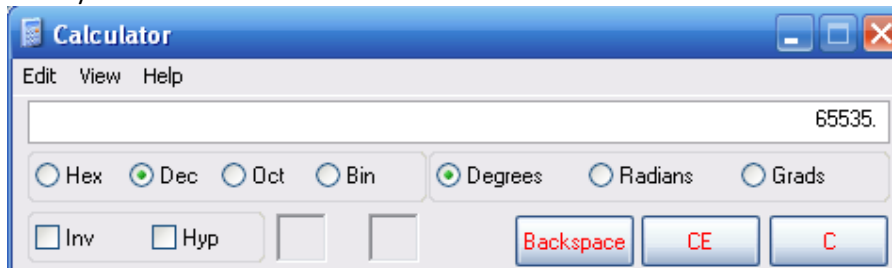 Calculator
Edit View Help
65535.
Hex Dec Oct Bin Degrees Radians Grads
Inv Hyp Backspace CE C